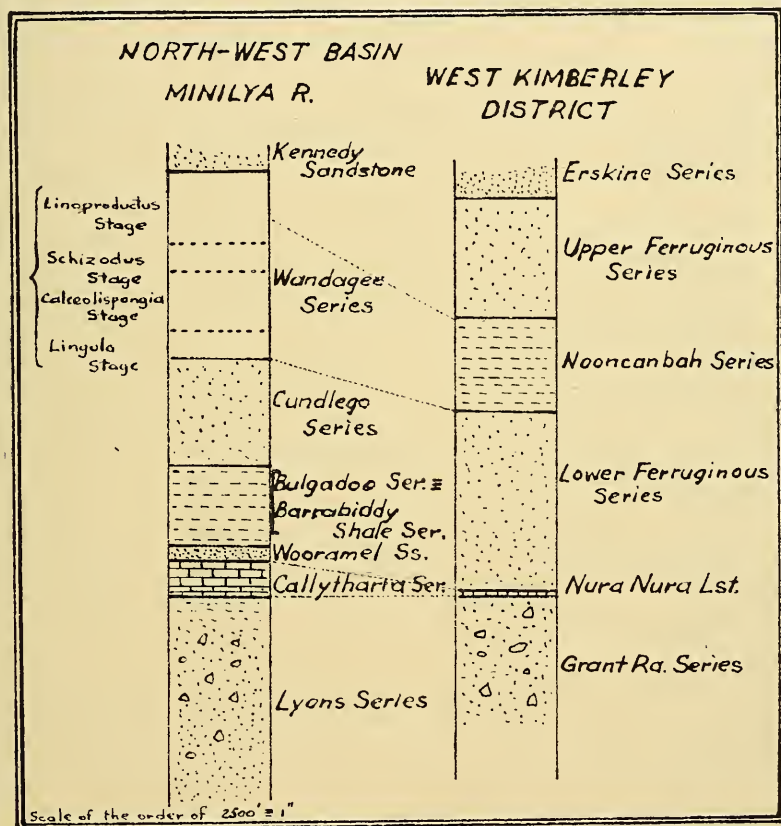 NORTH-WEST BASIN
MINILYA R.
Kennedy
Sandstone
Linoproductus
Stage
Schizodus
Stage
Calceolispongia
Stage
Lingula
Stage
Wandagee
Series
Cundlego
Series
Bulgadoo Ser. ≡
Barrabiddy
Shale Ser.
Wooramel Ss.
Callytharra Ser.
Lyons Series
WEST KIMBERLEY
DISTRICT
Erskine Series
Upper Ferruginous
Series
Nooncanbah Series
Lower Ferruginous
Series
Nura Nura Lst.
Grant Ra. Series
Scale of the order of 2500' ≡ 1"